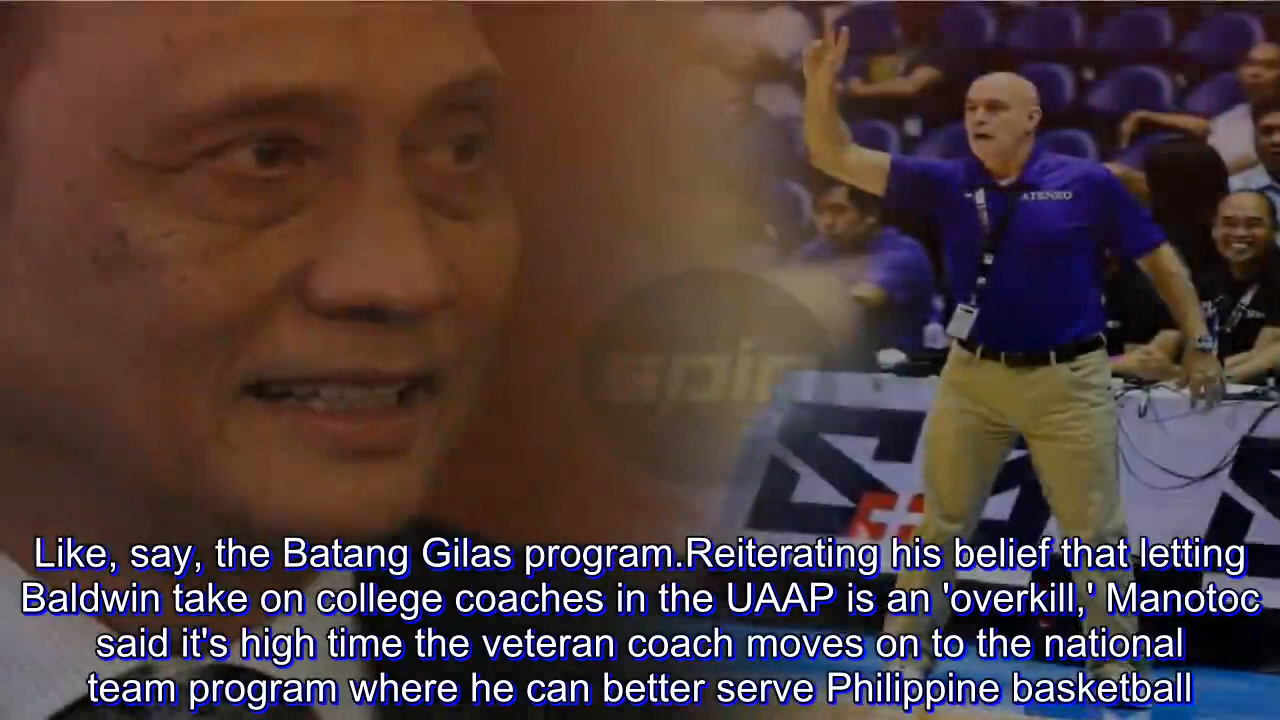 ATENEO
spin
Like, say, the Batang Gilas program.Reiterating his belief that letting
Baldwin take on college coaches in the UAAP is an 'overkill,' Manotoc
said it's high time the veteran coach moves on to the national
team program where he can better serve Philippine basketball